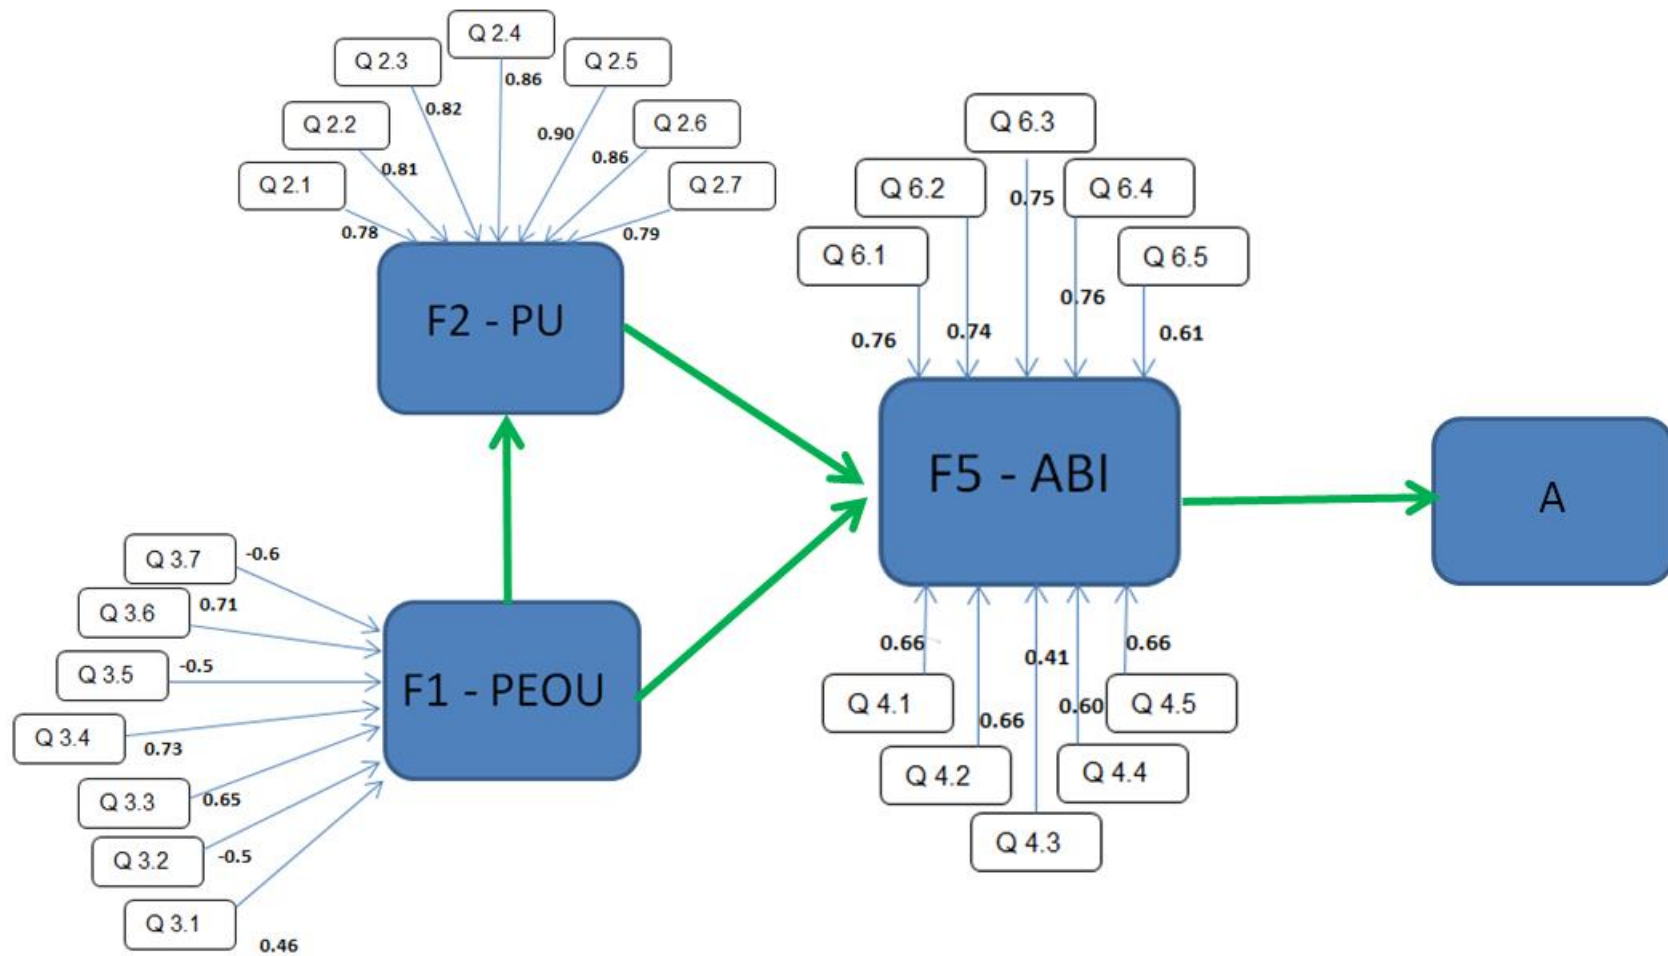 Q 2.4
Q 2.3
Q 2.5
0.86
0.82
Q 2.2
Q 2.6
0.90
0.86
0.81
Q 2.1
Q 2.7
0.78
0.79
F2 - PU
Q 6.3
Q 6.2
Q 6.4
0.75
Q 6.1
Q 6.5
0.76
0.74
0.76
0.61
F5 - ABI
A
Q 3.7
-0.6
Q 3.6
0.71
Q 3.5
-0.5
Q 3.4
0.73
Q 3.3
0.65
Q 3.2
-0.5
Q 3.1
0.46
F1 - PEOU
0.66
0.41
0.66
Q 4.1
0.66
0.60
Q 4.5
Q 4.2
Q 4.4
Q 4.3